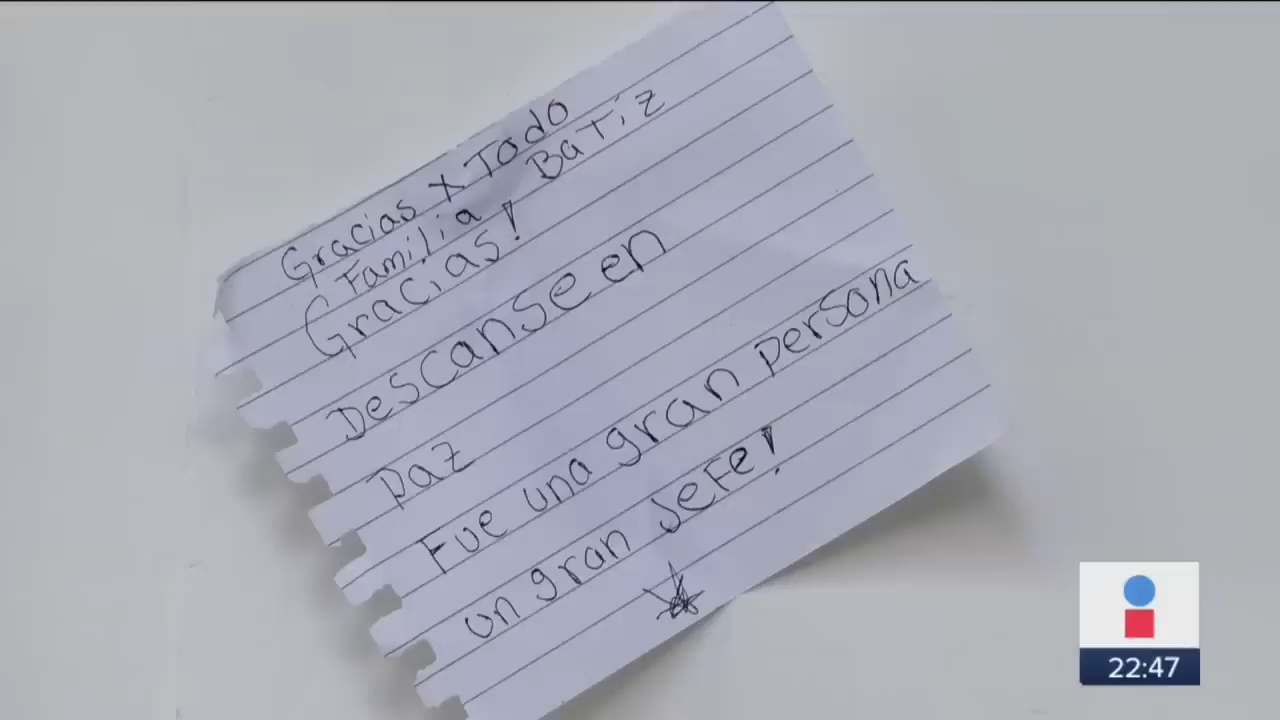 Gracias x Todo
Familia Batiz
Gracias!
Descanse en
Paz
Fue una gran persona
un gran Jefe!
22:47